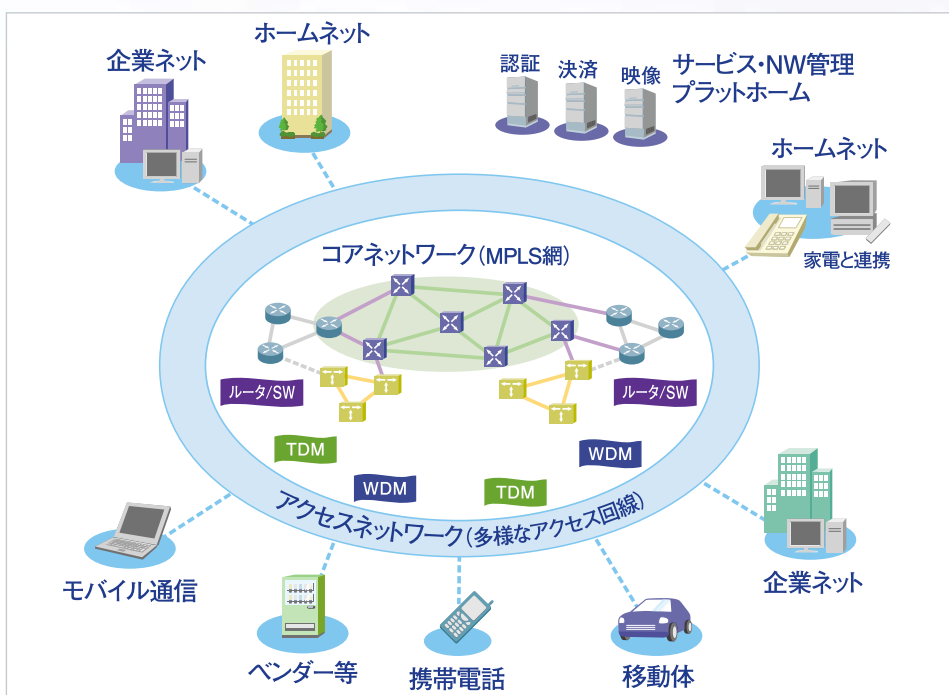 ホームネット
企業ネット
認証
決済
映像
サービス・NW管理
プラットホーム
ホームネット
家電と連携
コアネットワーク(MPLS網)
ルータ/SW
ルータ/SW
TDM
WDM
WDM
TDM
アクセスネットワーク(多様なアクセス回線)
モバイル通信
ベンダー等
携帯電話
移動体
企業ネット